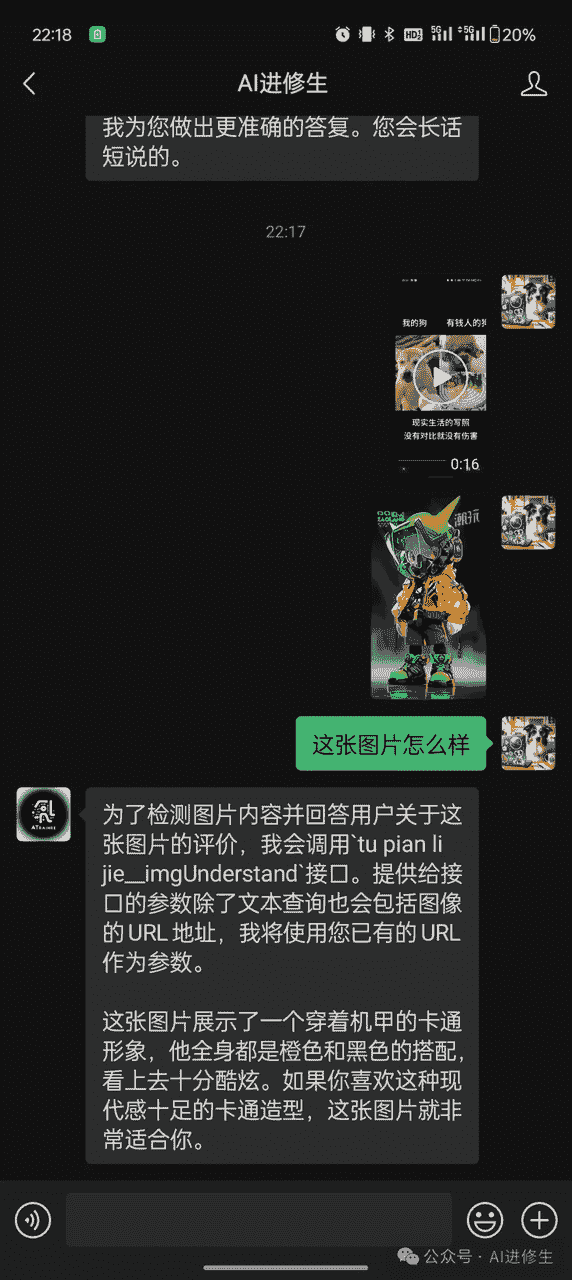 22:18
HD 5G 5G 20%
AI进修生
我为您做出更准确的答复。您会长话
短说的。
22:17
我的狗 有钱人的狗
现实生活的写照
没有对比就没有伤害
0:16
潮玩
这张图片怎么样
为了检测图片内容并回答用户关于这
张图片的评价，我会调用`tu pian li
jie__imgUnderstand`接口。提供给接
口的参数除了文本查询也会包括图像
的 URL 地址，我将使用您已有的 URL
作为参数。
这张图片展示了一个穿着机甲的卡通
形象，他全身都是橙色和黑色的搭配，
看上去十分酷炫。如果你喜欢这种现
代感十足的卡通造型，这张图片就非
常适合你。
公众号 · AI进修生